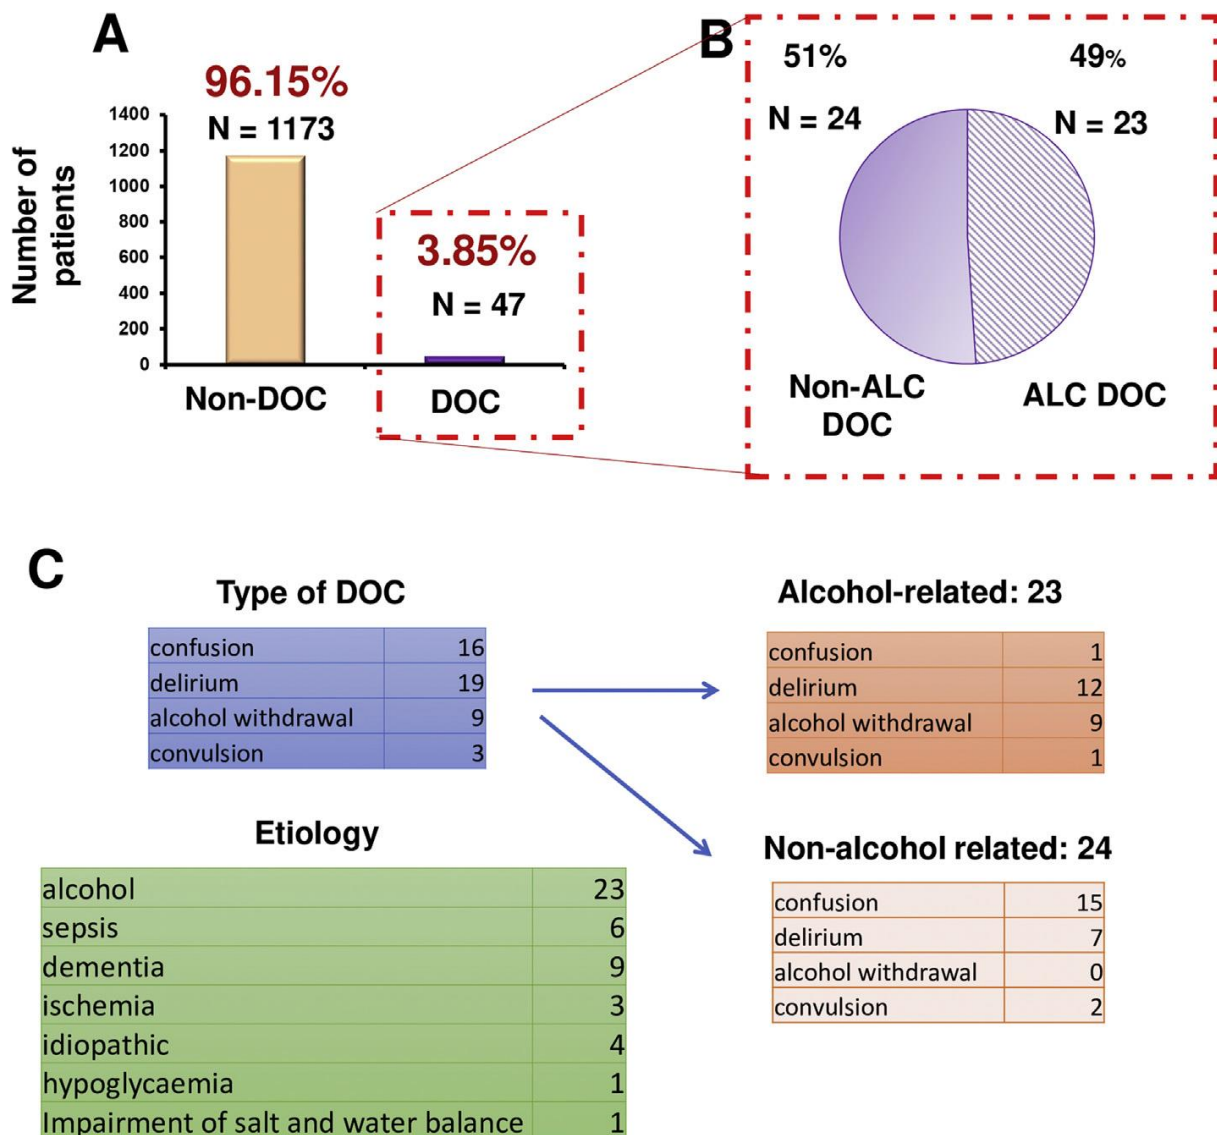 A
96.15%
N = 1173
Number of
patients
1400
1200
1000
800
600
400
200
0
3.85%
N = 47
Non-DOC
DOC
B
51%
49%
N = 24
N = 23
Non-ALC
DOC
ALC DOC
C
Type of DOC
confusion 16
delirium 19
alcohol withdrawal 9
convulsion 3
Alcohol-related: 23
confusion 1
delirium 12
alcohol withdrawal 9
convulsion 1
Etiology
alcohol 23
sepsis 6
dementia 9
ischemia 3
idiopathic 4
hypoglycaemia 1
Impairment of salt and water balance 1
Non-alcohol related: 24
confusion 15
delirium 7
alcohol withdrawal 0
convulsion 2